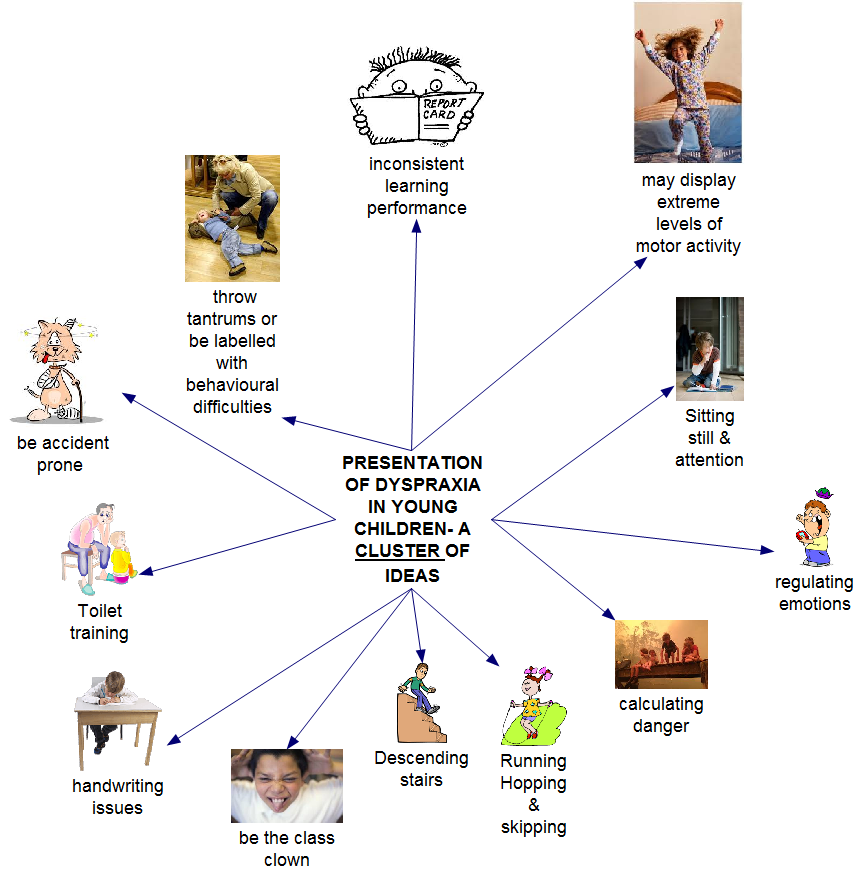 REPORT
CARD
inconsistent
learning
performance
may display
extreme
levels of
motor activity
throw
tantrums or
be labelled
with
behavioural
difficulties
Sitting
still &
attention
be accident
prone
PRESENTATION
OF DYSPRAXIA
IN YOUNG
CHILDREN- A
CLUSTER OF
IDEAS
regulating
emotions
Toilet
training
calculating
danger
handwriting
issues
be the class
clown
Descending
stairs
Running
Hopping
&
skipping